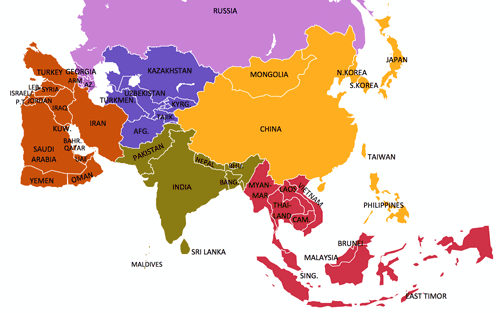 RUSSIA
KAZAKHSTAN
MONGOLIA
JAPAN
N.KOREA
S.KOREA
TURKEY
GEORGIA
ARM.
AZ.
UZBEKISTAN
TURKMEN.
KYRG.
LEB.
SYRIA
ISRAEL
P.T.
JORDAN
IRAQ
IRAN
TAJIK.
AFG.
CHINA
KUW.
BAHR.
QATAR
SAUDI
ARABIA
UAE
YEMEN
OMAN
PAKISTAN
NEPAL
BHU.
BANG.
INDIA
TAIWAN
MYAN-
MAR
LAOS
VIETNAM
THAI-
LAND
CAM.
PHILIPPINES
SRI LANKA
MALDIVES
BRUNEI
MALAYSIA
SING.
EAST TIMOR